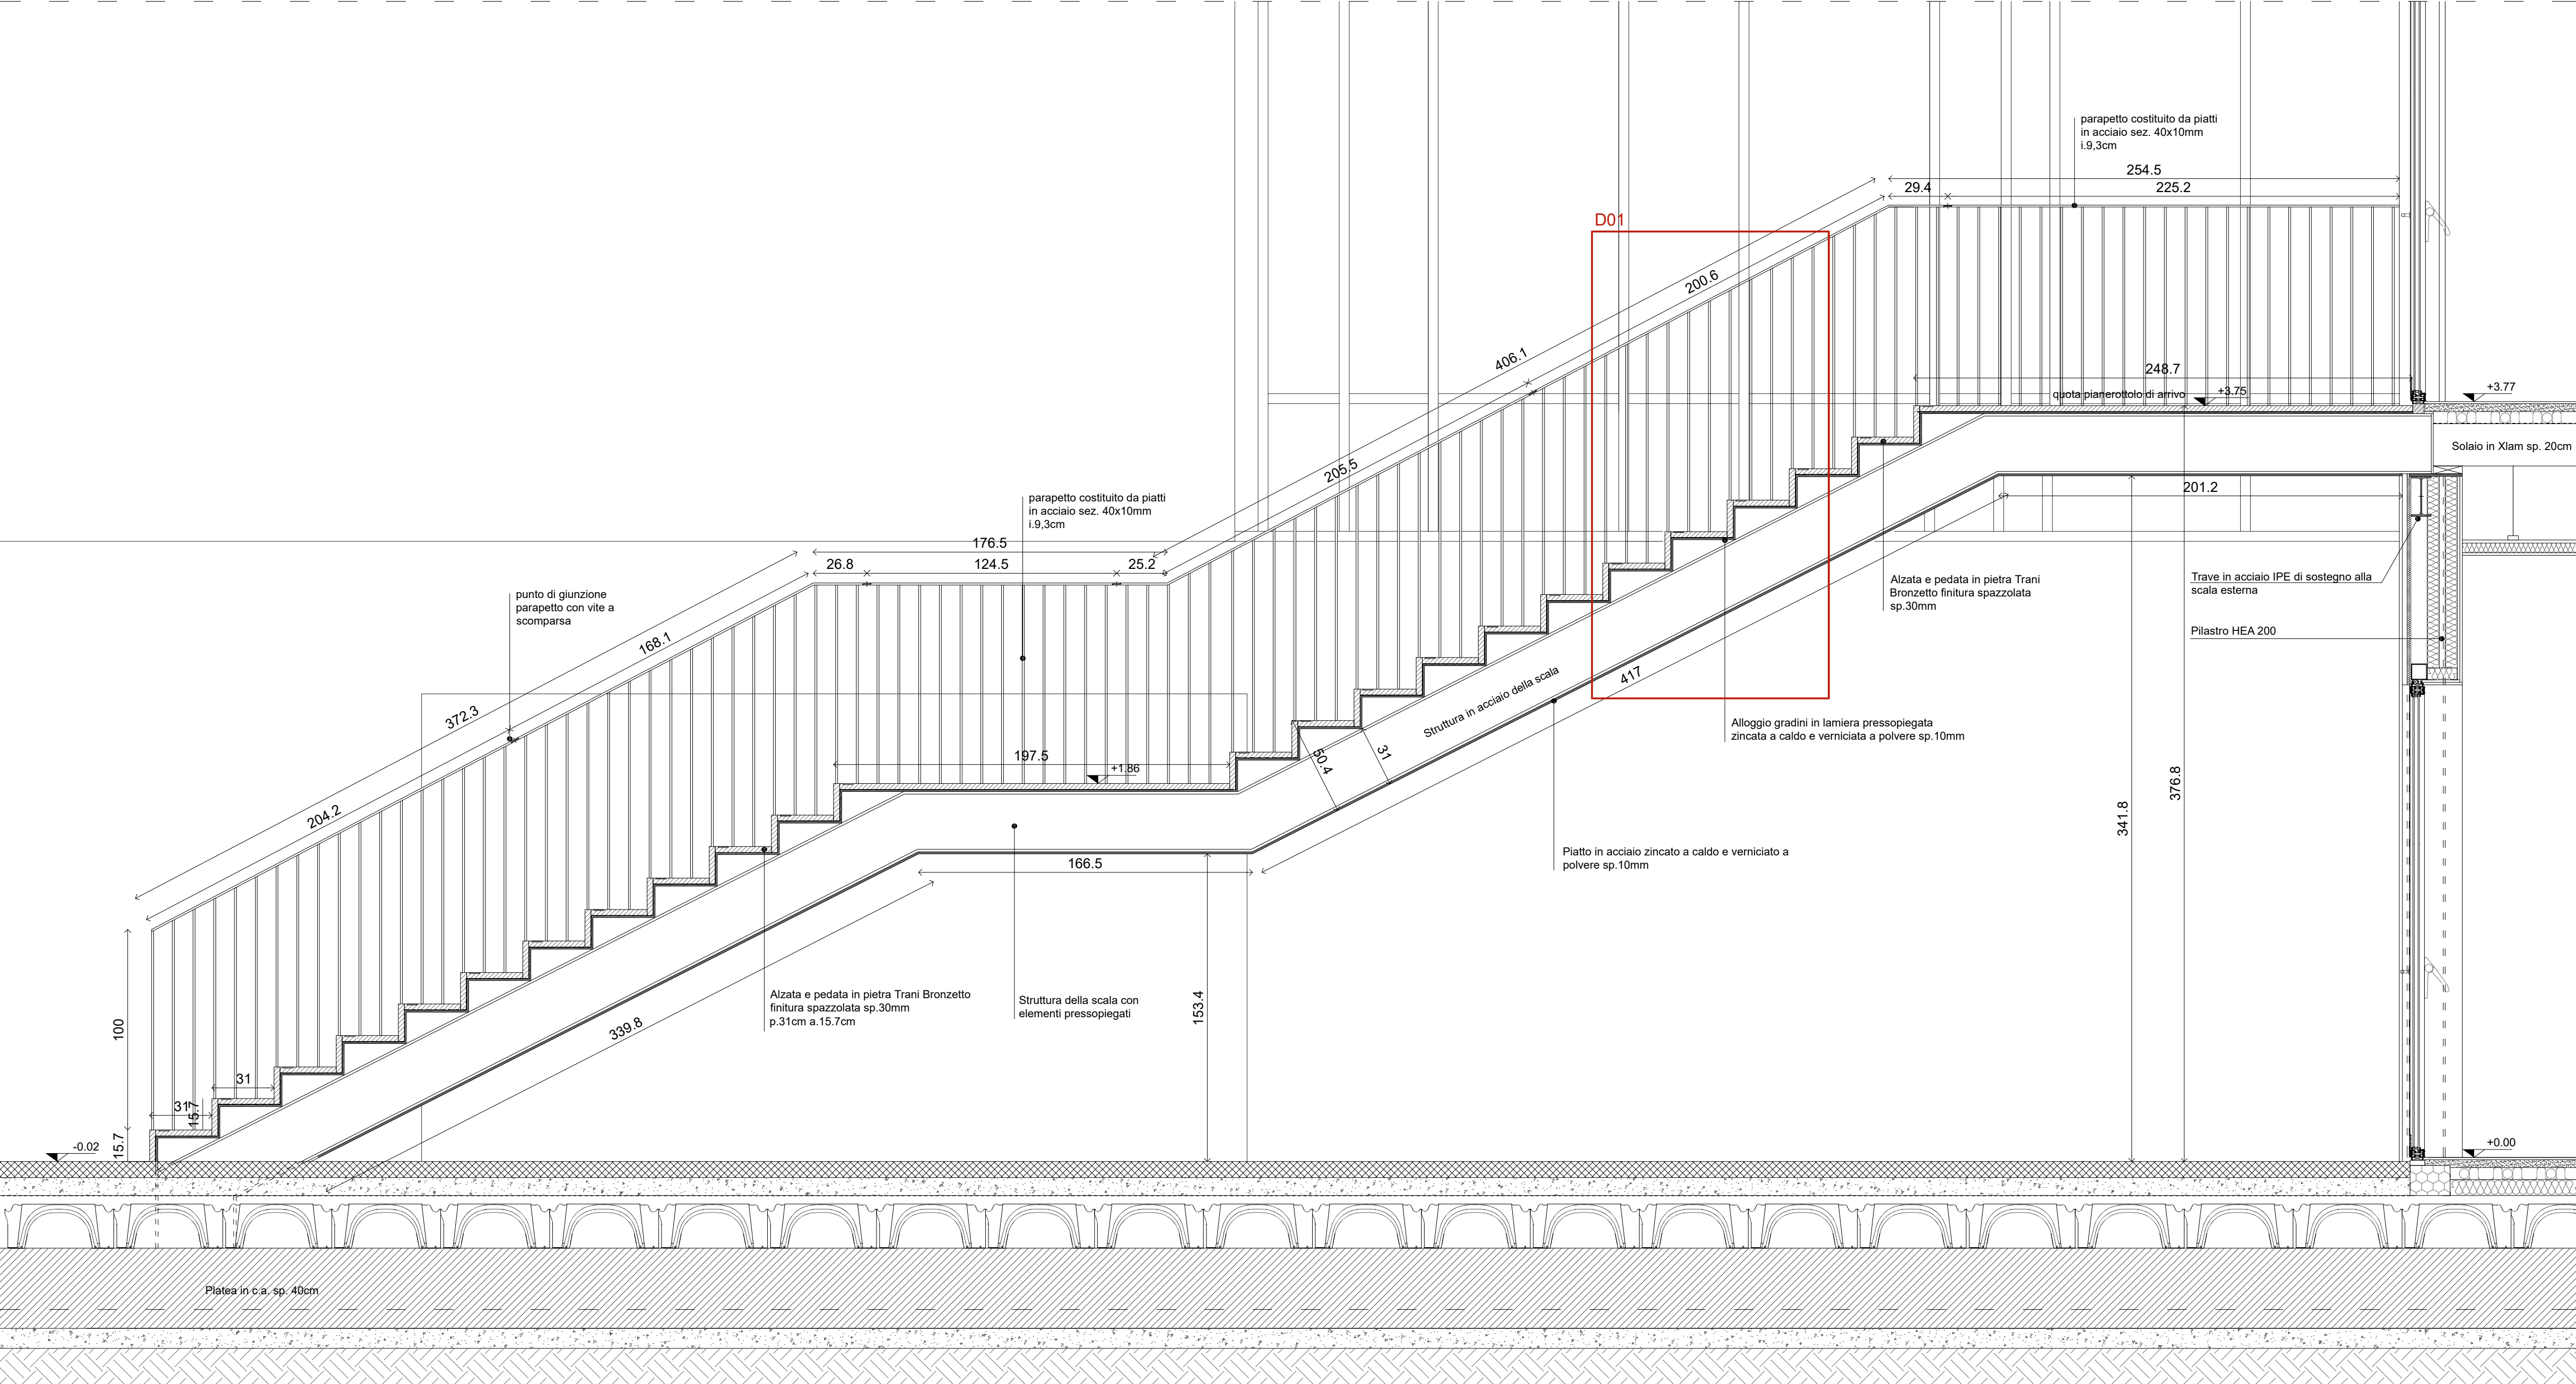 parapetto costituito da piatti
in acciaio sez. 40x10mm
i.9,3cm
254.5
29.4
225.2
D01
200.6
406.1
248.7
quota pianerottolo di arrivo
+3.75
+3.77
Solaio in Xlam sp. 20cm
205.5
201.2
parapetto costituito da piatti
in acciaio sez. 40x10mm
i.9,3cm
176.5
26.8
124.5
25.2
punto di giunzione
parapetto con vite a
scomparsa
168.1
372.3
204.2
Alzata e pedata in pietra Trani
Bronzetto finitura spazzolata
sp.30mm
Trave in acciaio IPE di sostegno alla
scala esterna
Pilastro HEA 200
417
Struttura in acciaio della scala
Alloggio gradini in lamiera pressopiegata
zincata a caldo e verniciata a polvere sp.10mm
197.5
+1.86
50.4
31
376.8
341.8
Piatto in acciaio zincato a caldo e verniciato a
polvere sp.10mm
166.5
Alzata e pedata in pietra Trani Bronzetto
finitura spazzolata sp.30mm
p.31cm a.15.7cm
Struttura della scala con
elementi pressopiegati
153.4
339.8
100
31
31
15.7
15.7
-0.02
+0.00
Platea in c.a. sp. 40cm